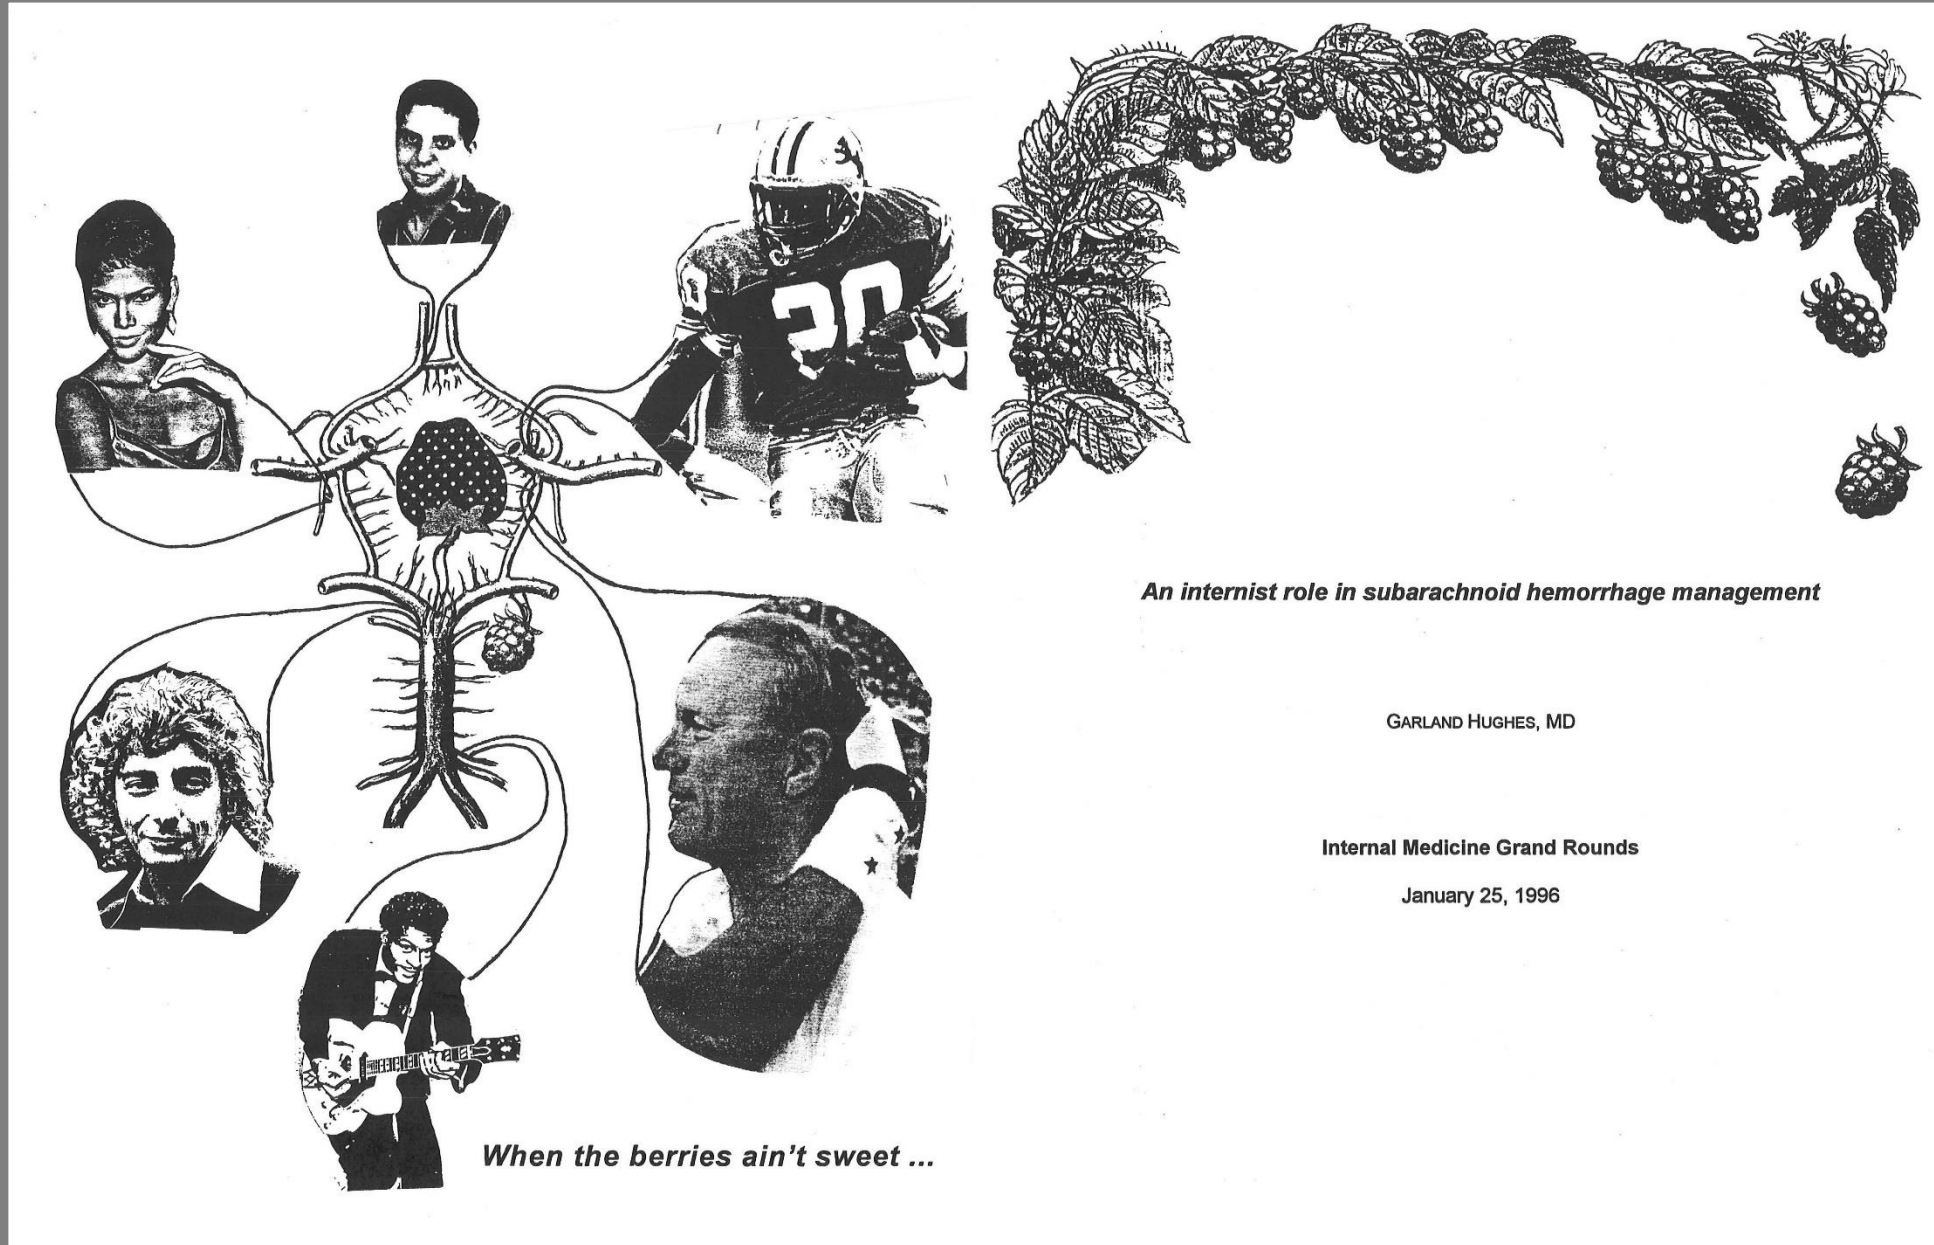 20
When the berries ain't sweet ...
An internist role in subarachnoid hemorrhage management
GARLAND HUGHES, MD
Internal Medicine Grand Rounds
January 25, 1996